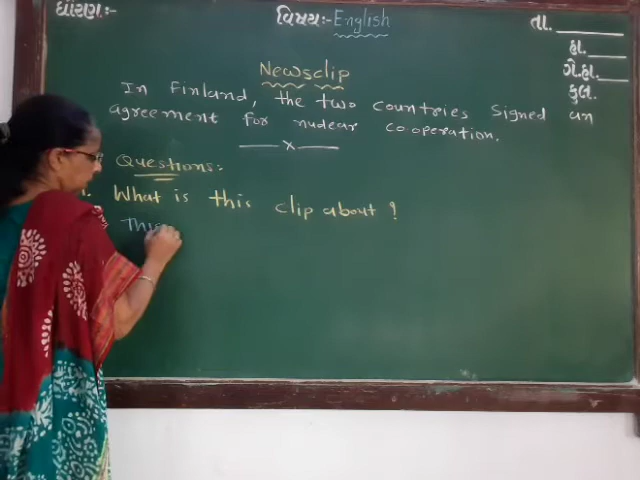 ધોરણ:-
વિષય:- English
તા.
હા.
ગે.હા.
કુલ.
Newsclip
In Finland, the two countries signed an
agreement for nuclear co.operation.
x
Questions:
1. What is this clip about ?
This